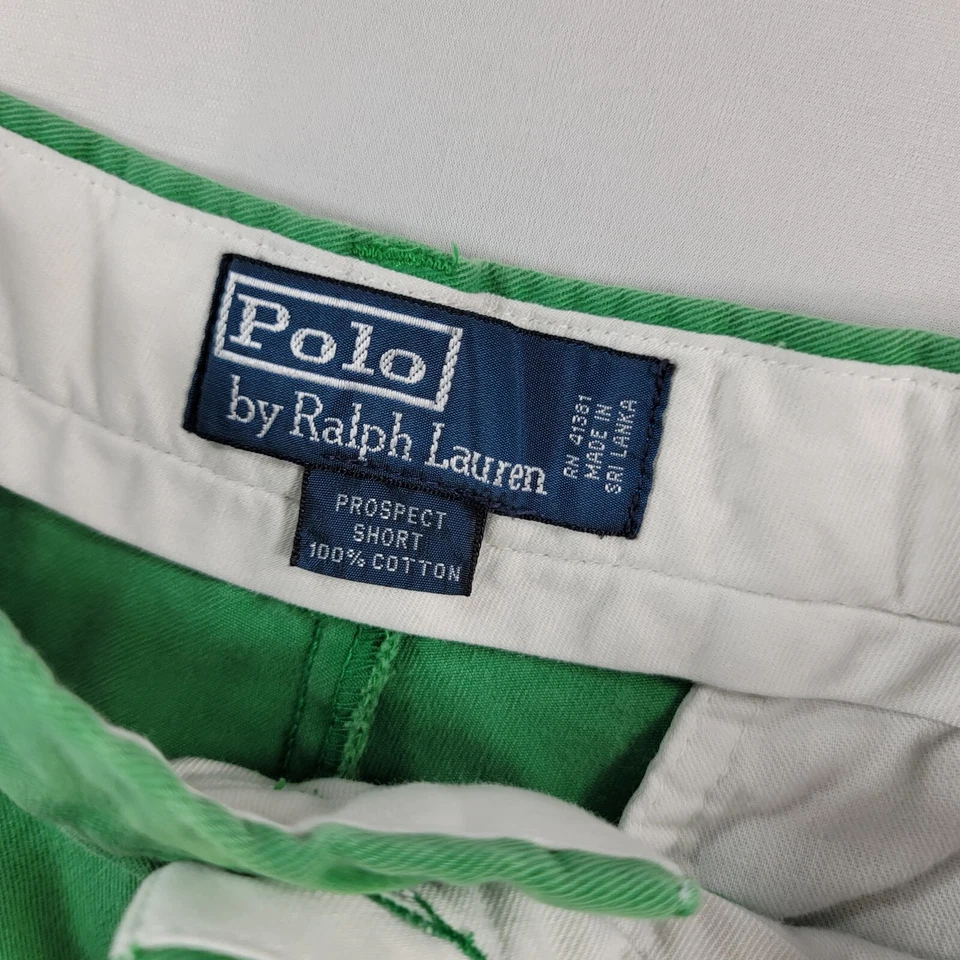 Polo
by Ralph Lauren
RN 41381
MADE IN
SRI LANKA
PROSPECT
SHORT
100% COTTON